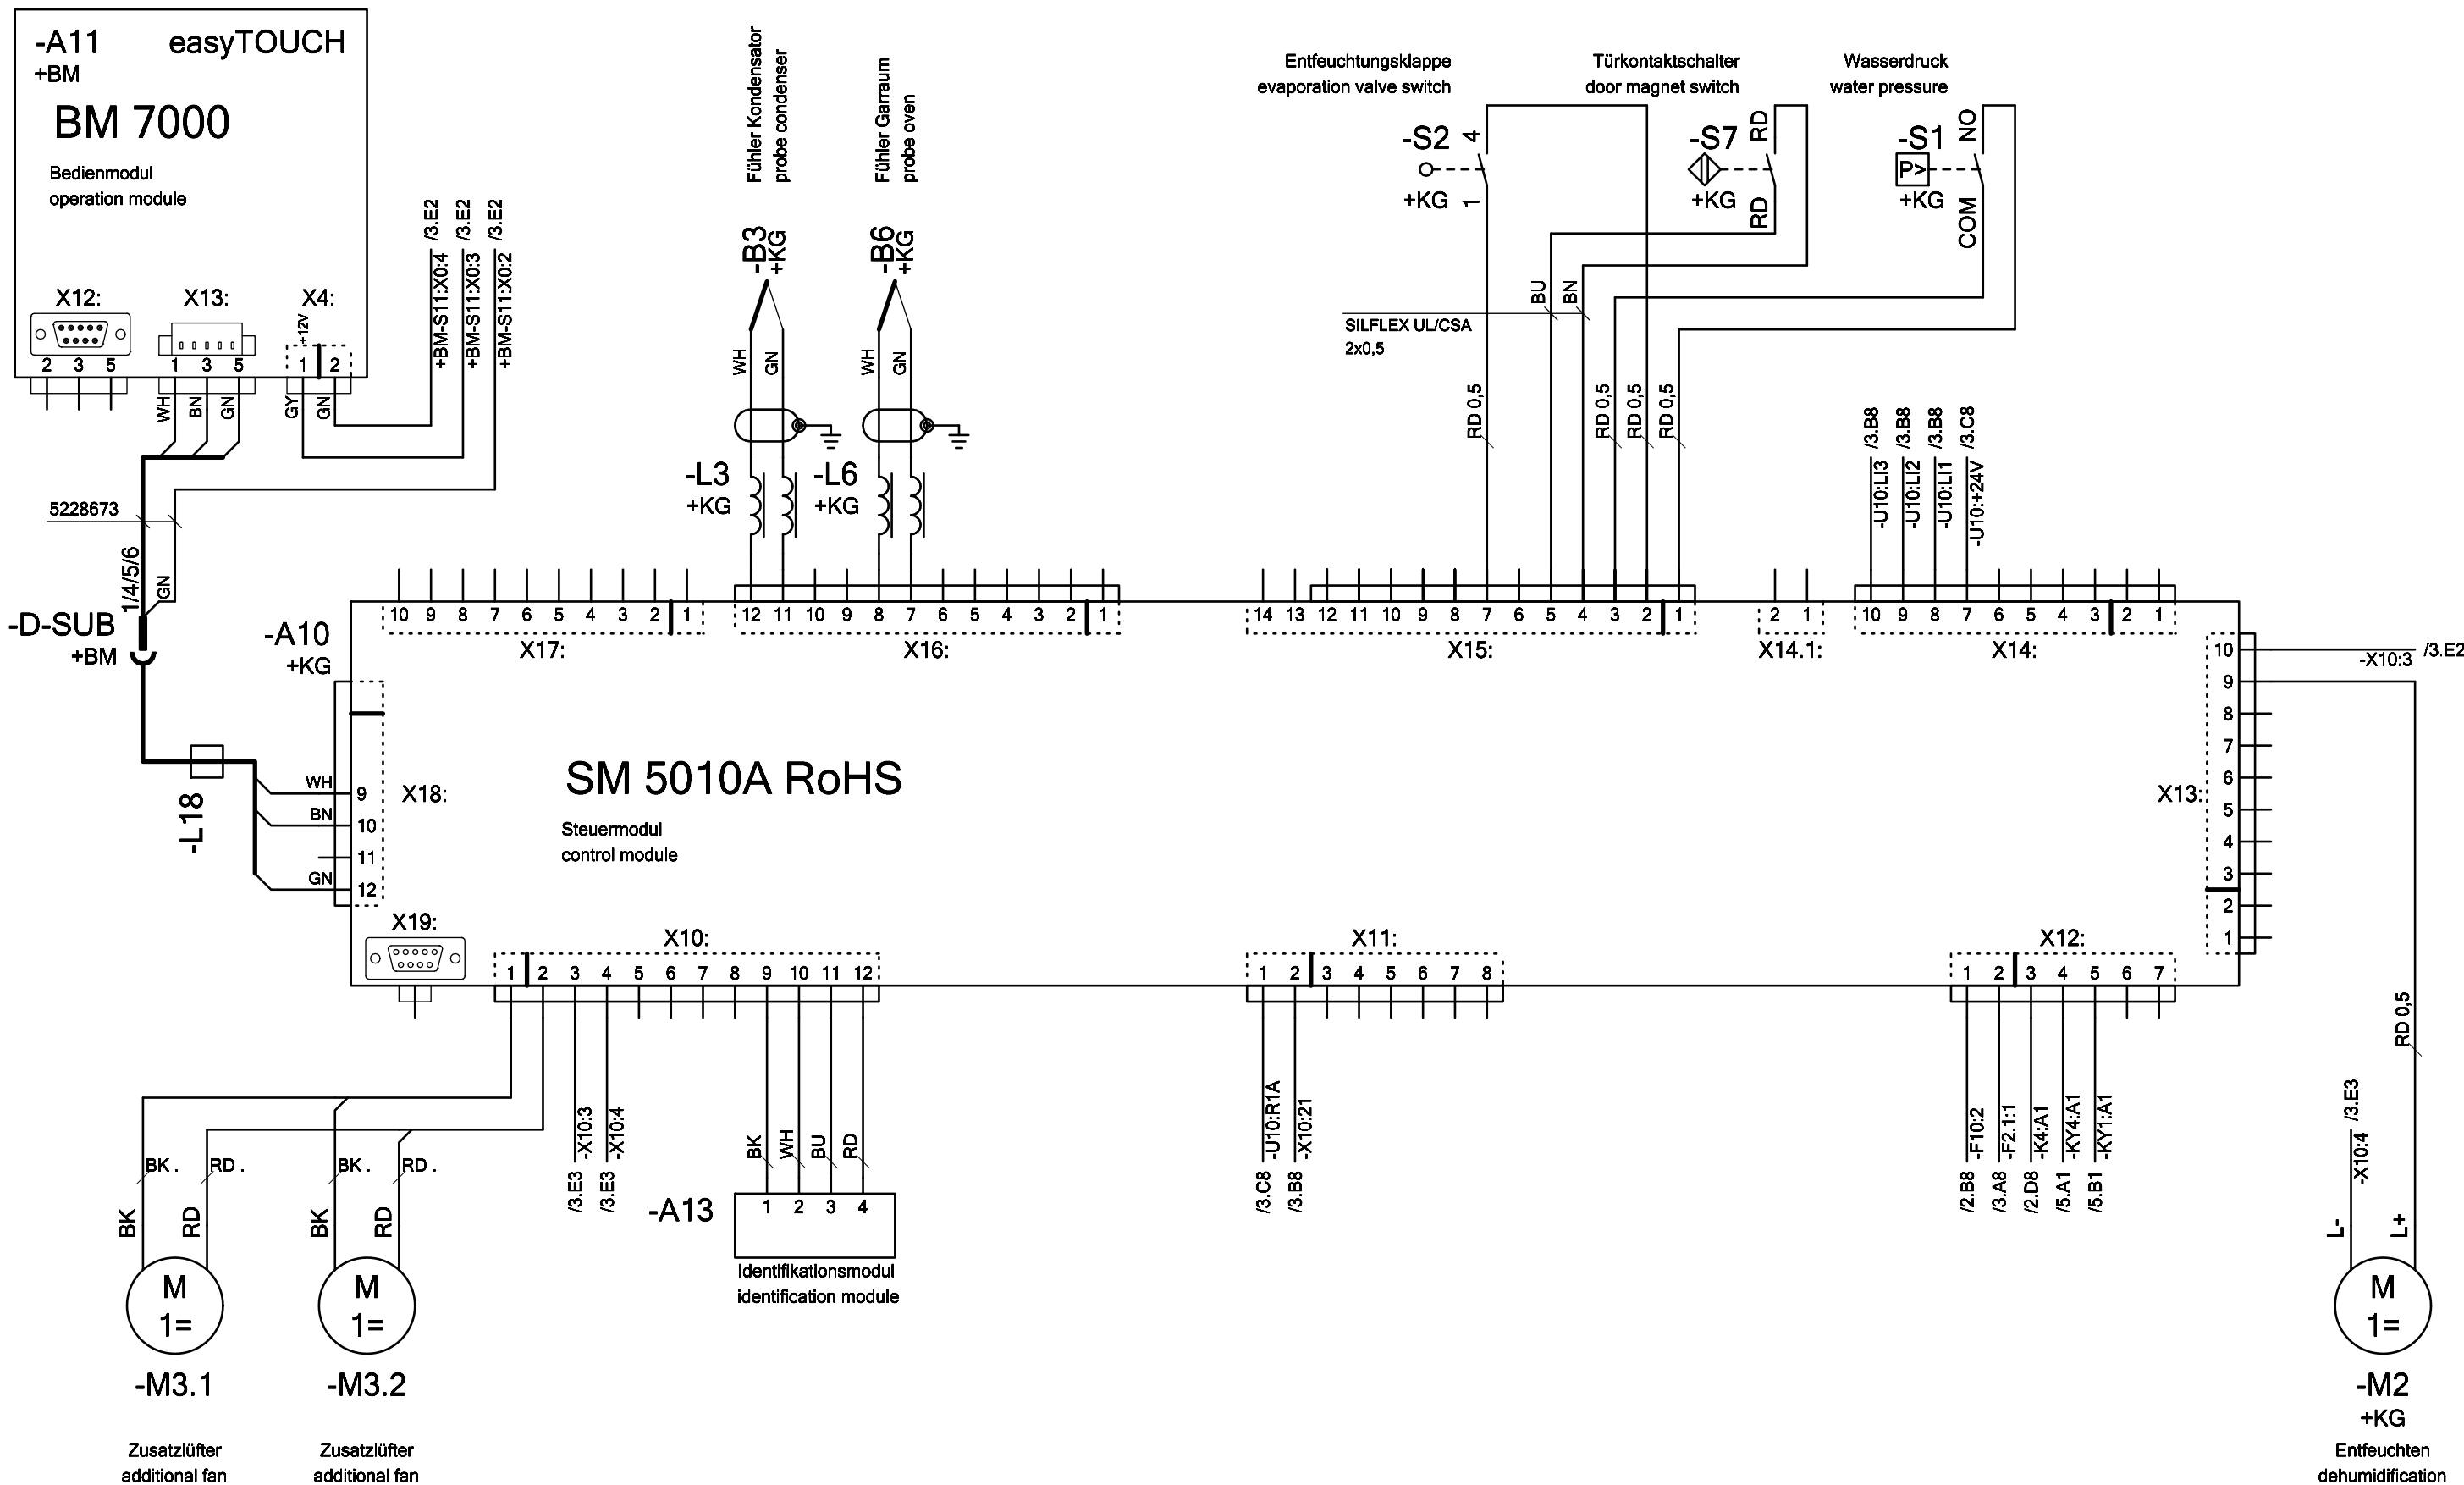 -A11 easyTOUCH
+BM
BM 7000
Bedienmodul
operation module
X12: X13: X4:
+12V
2 3 5 1 3 5 1 2
WH BN GN GY GN
/3.E2 /3.E2 /3.E2
+BM-S11:X0:4 +BM-S11:X0:3 +BM-S11:X0:2
5228673
1/4/5/6
GN
-D-SUB
+BM
Fühler Kondensator
probe condenser
-B3
+KG
WH GN
-L3
+KG
Fühler Garraum
probe oven
-B6
+KG
WH GN
-L6
+KG
Entfeuchtungsklappe
evaporation valve switch
-S2
+KG
4
1
Türkontaktschalter
door magnet switch
-S7
+KG
RD
RD
Wasserdruck
water pressure
-S1
P>
+KG
NO
COM
BU BN
SILFLEX UL/CSA
2x0,5
RD 0,5 RD 0,5 RD 0,5 RD 0,5
/3.B8 /3.B8 /3.B8 /3.C8
-U10:LI3 -U10:LI2 -U10:LI1 -U10:+24V
-A10
+KG
10 9 8 7 6 5 4 3 2 1
X17:
12 11 10 9 8 7 6 5 4 3 2 1
X16:
14 13 12 11 10 9 8 7 6 5 4 3 2 1
X15:
2 1
X14.1:
10 9 8 7 6 5 4 3 2 1
X14:
10
9
8
7
6
5
4
3
2
1
X13:
-X10:3 /3.E2
SM 5010A RoHS
Steuermodul
control module
-L18
WH 9
BN 10
11
GN 12
X18:
X19:
X10:
1 2 3 4 5 6 7 8 9 10 11 12
X11:
1 2 3 4 5 6 7 8
X12:
1 2 3 4 5 6 7
BK . RD . BK . RD .
BK RD BK RD
M
1=
-M3.1
Zusatzlüfter
additional fan
M
1=
-M3.2
Zusatzlüfter
additional fan
-X10:3 -X10:4
/3.E3 /3.E3
BK WH BU RD
-A13
1 2 3 4
Identifikationsmodul
identification module
-U10:R1A -X10:21
/3.C8 /3.B8
-F10:2 -F2.1:1 -K4:A1 -KY4:A1 -KY1:A1
/2.B8 /3.A8 /2.D8 /5.A1 /5.B1
RD 0,5
/3.E3
-X10:4
L- L+
M
1=
-M2
+KG
Entfeuchten
dehumidification